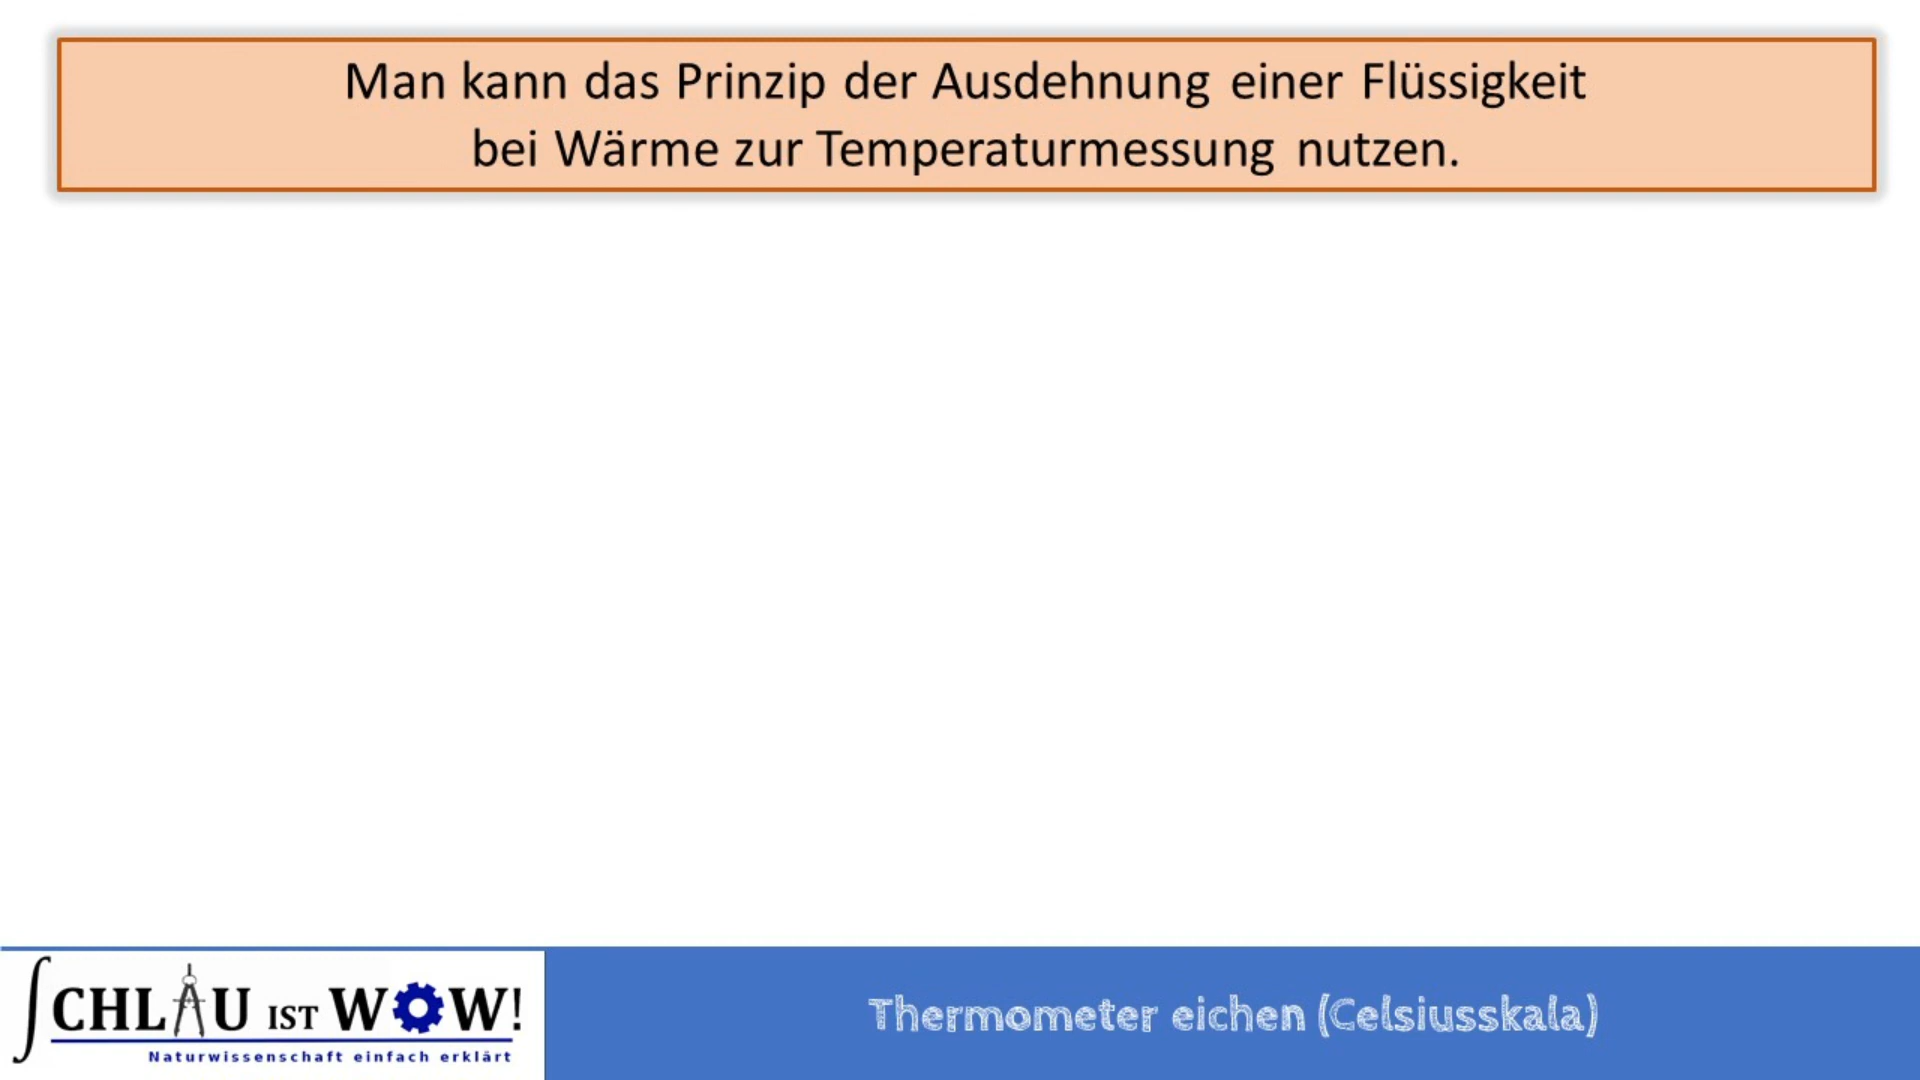 Man kann das Prinzip der Ausdehnung einer Flüssigkeit
bei Wärme zur Temperaturmessung nutzen.
SCHLAU IST WOW!
Naturwissenschaft einfach erklärt
Thermometer eichen (Celsiusskala)